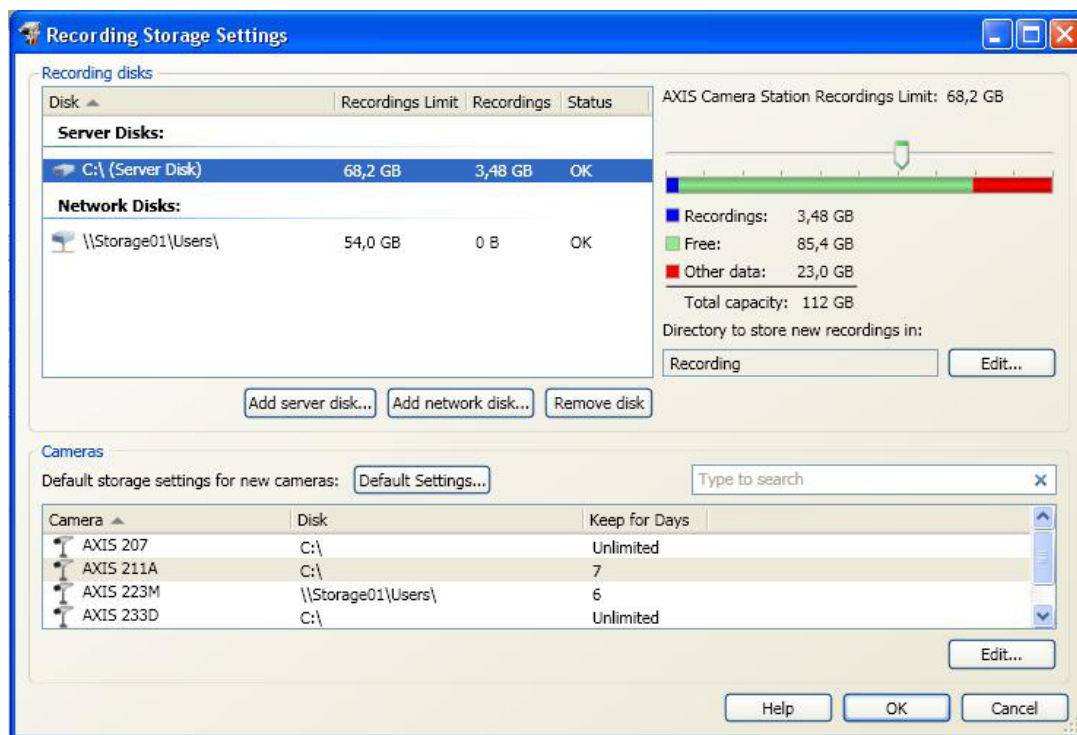 Recording Storage Settings
Recording disks
Disk Recordings Limit Recordings Status
Server Disks:
C:\ (Server Disk) 68,2 GB 3,48 GB OK
Network Disks:
\\Storage01\Users\ 54,0 GB 0 B OK
Add server disk... Add network disk... Remove disk
AXIS Camera Station Recordings Limit: 68,2 GB
Recordings: 3,48 GB
Free: 85,4 GB
Other data: 23,0 GB
Total capacity: 112 GB
Directory to store new recordings in:
Recording Edit...
Cameras
Default storage settings for new cameras: Default Settings... Type to search
Camera Disk Keep for Days
AXIS 207 C:\ Unlimited
AXIS 211A C:\ 7
AXIS 223M \\Storage01\Users\ 6
AXIS 233D C:\ Unlimited
Edit...
Help OK Cancel